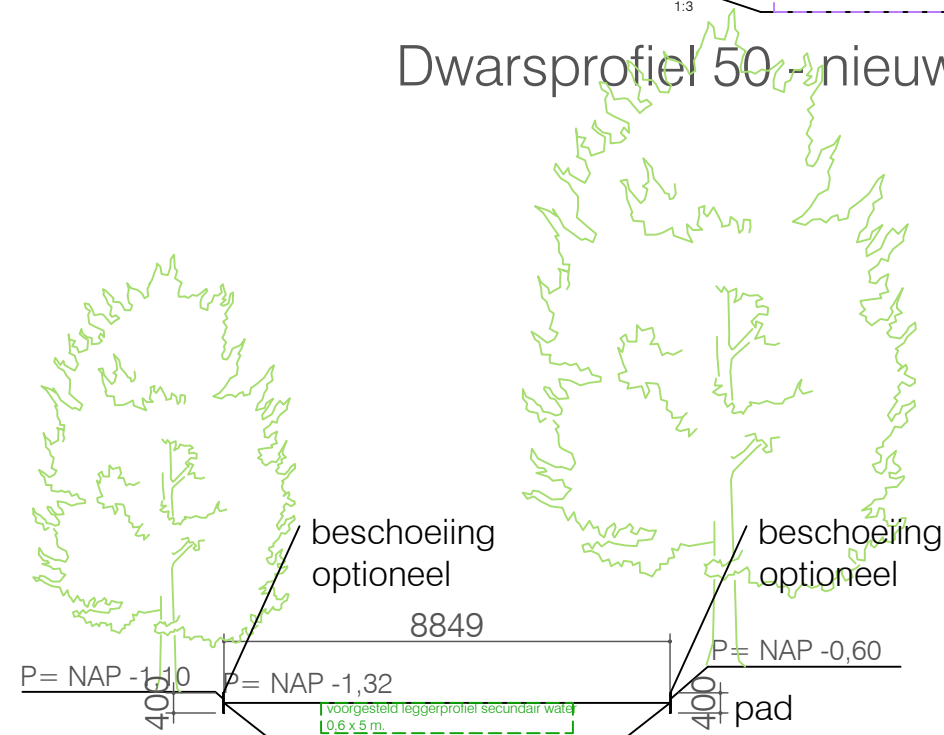 1:3
Dwarsprofiel 50 - nieuw
beschoeiing
optioneel
beschoeiing
optioneel
8849
P= NAP -1,10
P= NAP -1,32
P= NAP -0,60
400
400
pad
voorgesteld leggerprofiel secundair water
0,6 x 5 m.